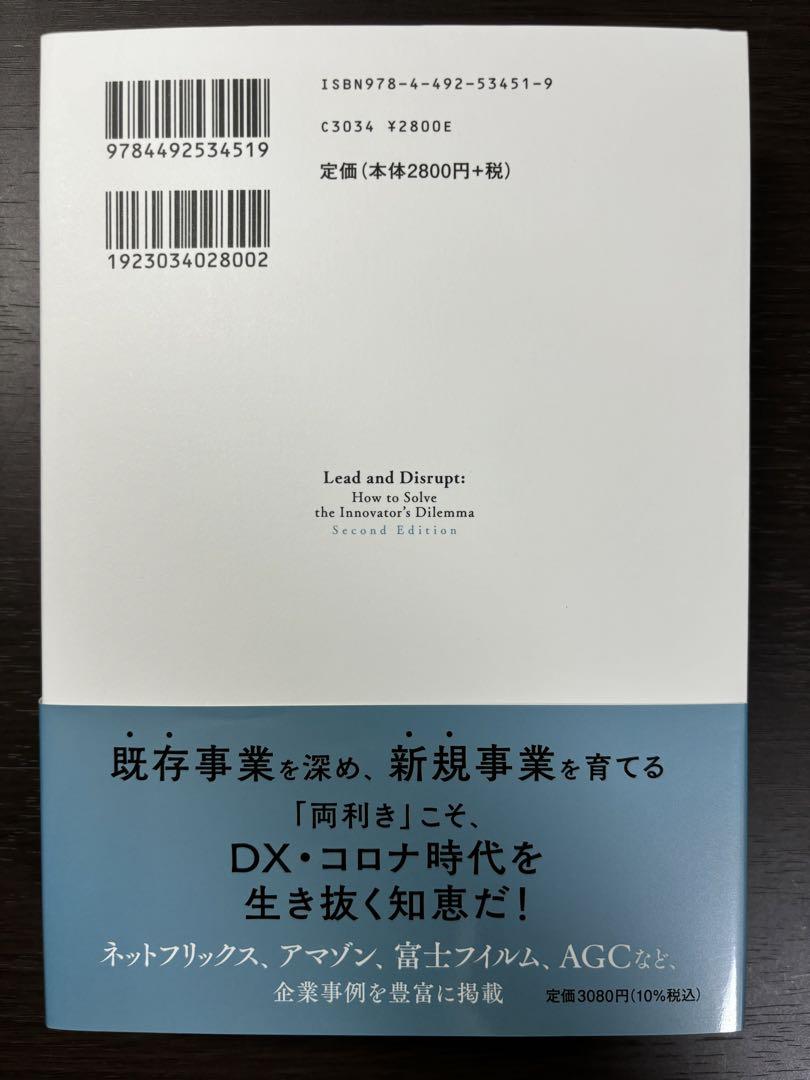 ISBN978-4-492-53451-9
9784492534519
C3034 ¥2800E
定価(本体2800円+税)
1923034028002
Lead and Disrupt:
How to Solve
the Innovator's Dilemma
Second Edition
既存事業を深め、新規事業を育てる
「両利き」こそ、
DX・コロナ時代を
生き抜く知恵だ!
ネットフリックス、アマゾン、富士フイルム、AGCなど、
企業事例を豊富に掲載
定価3080円(10%税込)